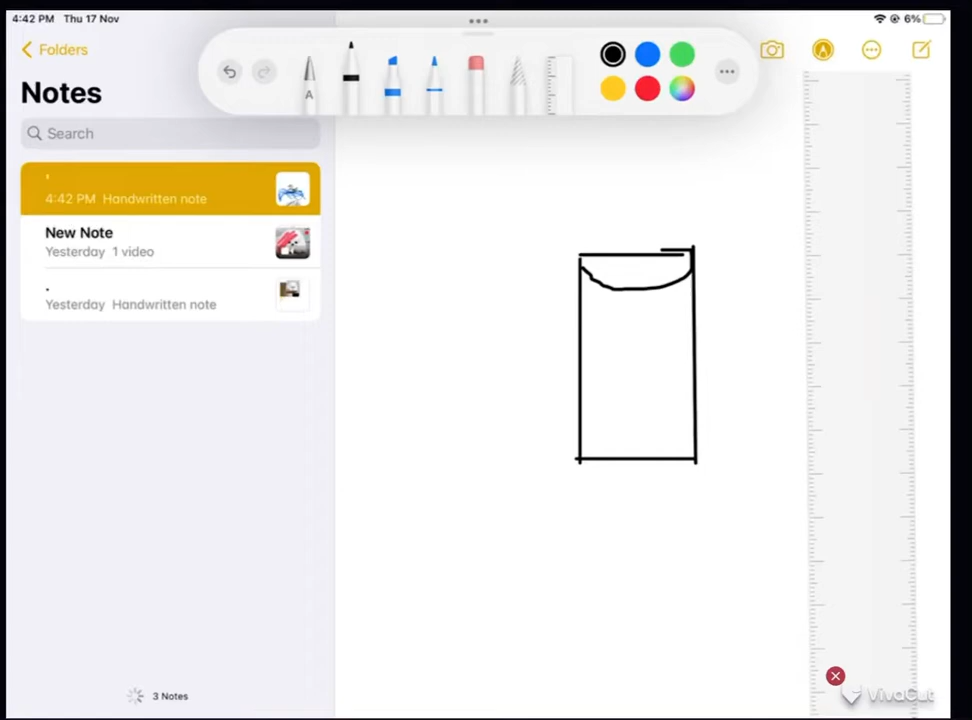 4:42 PM Thu 17 Nov
6%
Folders
Notes
Search
'
4:42 PM Handwritten note
New Note
Yesterday 1 video
.
Yesterday Handwritten note
3 Notes
A
VivaCut